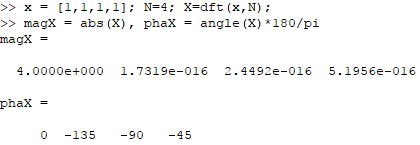 >> x = [1,1,1,1]; N=4; X=dft(x,N);
>> magX = abs(X), phaX = angle(X)*180/pi
magX =
4.0000e+000 1.7319e-016 2.4492e-016 5.1956e-016
phaX =
0 -135 -90 -45